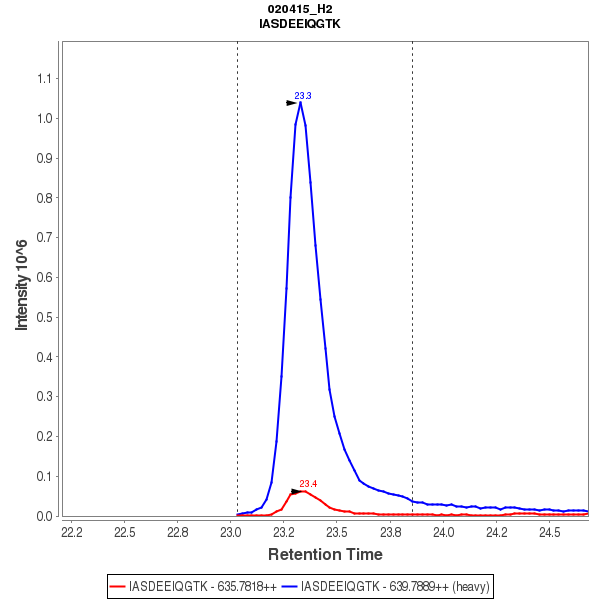 020415_H2
IASDEEIQGTK
Intensity 10^6
1.1
1.0
0.9
0.8
0.7
0.6
0.5
0.4
0.3
0.2
0.1
0.0
23.3
23.4
22.2 22.5 22.8 23.0 23.2 23.5 23.8 24.0 24.2 24.5
Retention Time
IASDEEIQGTK - 635.7818++ IASDEEIQGTK - 639.7889++ (heavy)